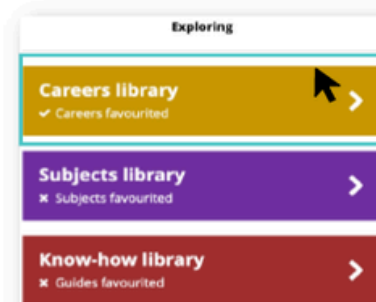 Exploring
Careers library
✓ Careers favourited
Subjects library
✗ Subjects favourited
Know-how library
✗ Guides favourited